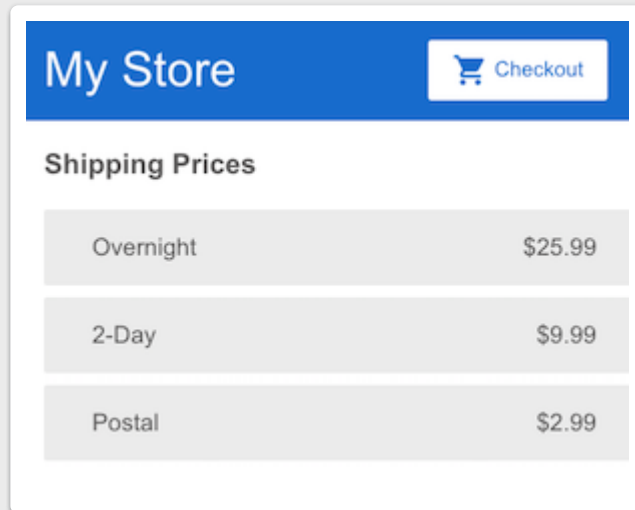 My Store
Checkout
Shipping Prices
Overnight $25.99
2-Day $9.99
Postal $2.99